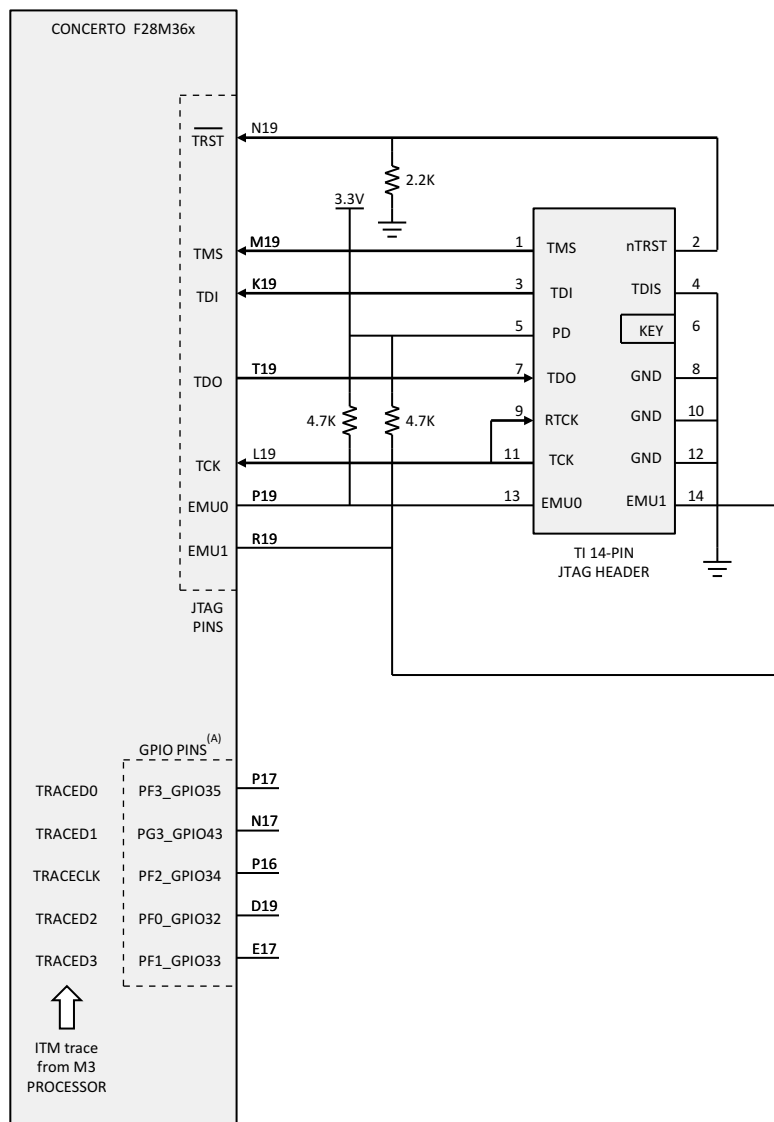 CONCERTO F28M36x
TRST
N19
2.2K
3.3V
TMS
M19
1
TMS
nTRST
2
TDI
K19
3
TDI
TDIS
4
5
PD
KEY
6
TDO
T19
7
TDO
GND
8
4.7K
4.7K
9
RTCK
GND
10
TCK
L19
11
TCK
GND
12
EMU0
P19
13
EMU0
EMU1
14
EMU1
R19
TI 14-PIN
JTAG HEADER
JTAG
PINS
GPIO PINS(A)
TRACED0
PF3_GPIO35
P17
TRACED1
PG3_GPIO43
N17
TRACECLK
PF2_GPIO34
P16
TRACED2
PF0_GPIO32
D19
TRACED3
PF1_GPIO33
E17
ITM trace
from M3
PROCESSOR